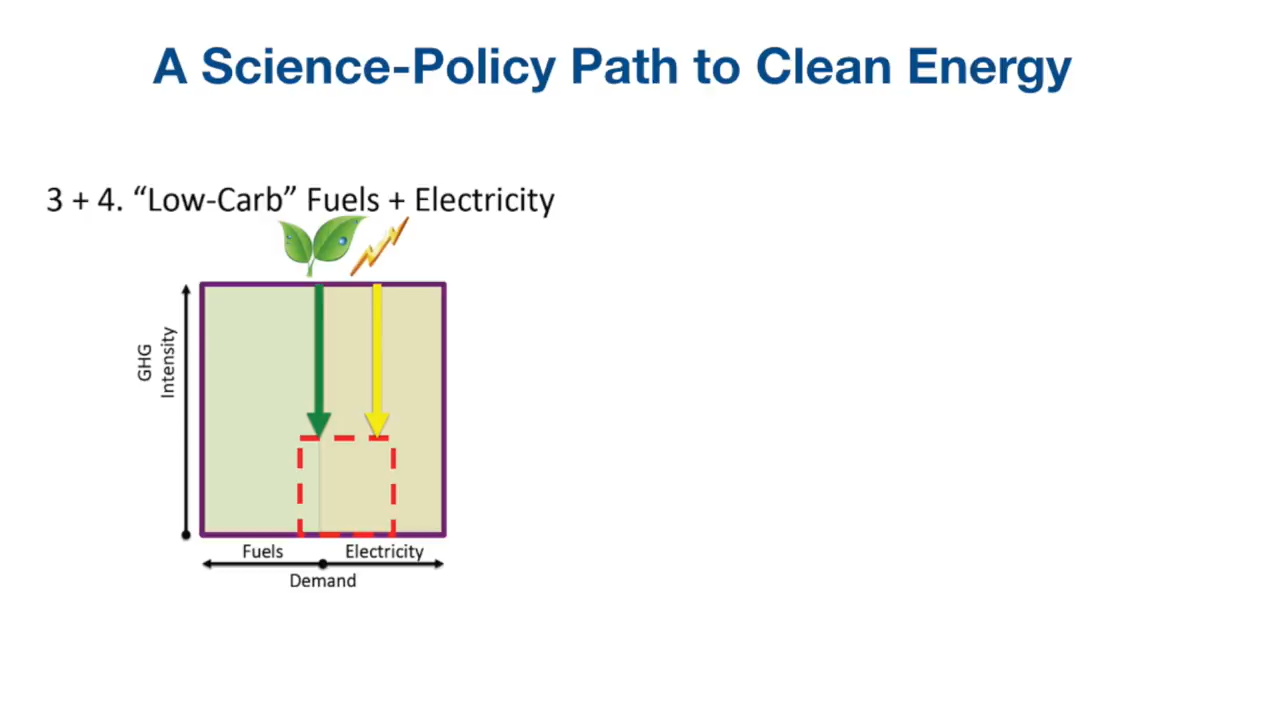 A Science-Policy Path to Clean Energy
3 + 4. “Low-Carb” Fuels + Electricity
GHG
Intensity
Fuels
Electricity
Demand